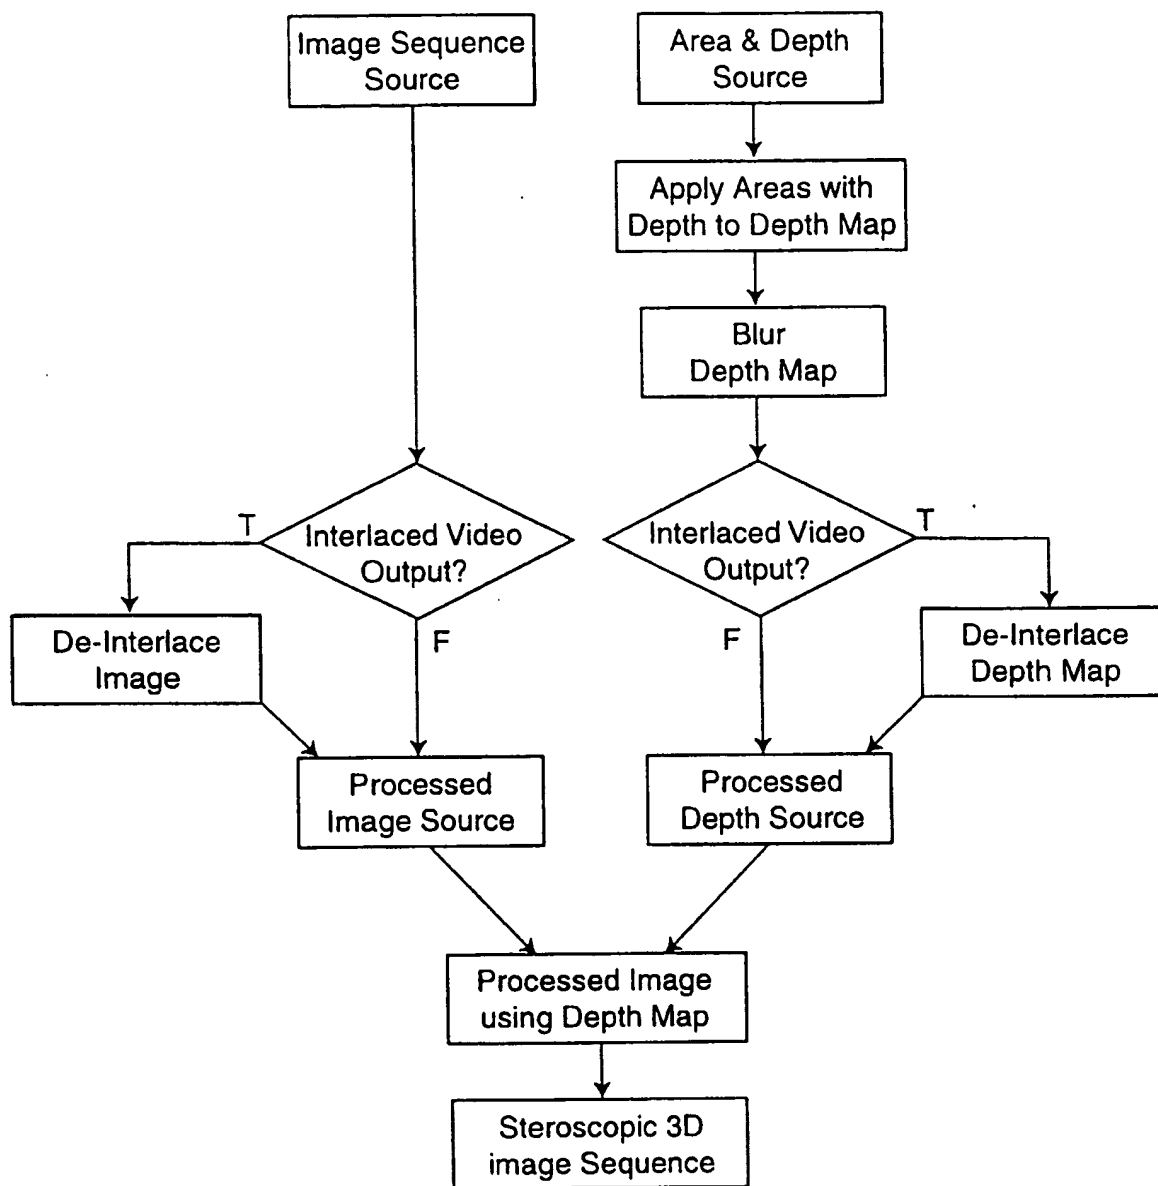 Image Sequence
Source
Area & Depth
Source
Apply Areas with
Depth to Depth Map
Blur
Depth Map
T
Interlaced Video
Output?
F
Interlaced Video
Output?
T
F
De-Interlace
Image
De-Interlace
Depth Map
Processed
Image Source
Processed
Depth Source
Processed Image
using Depth Map
Steroscopic 3D
image Sequence